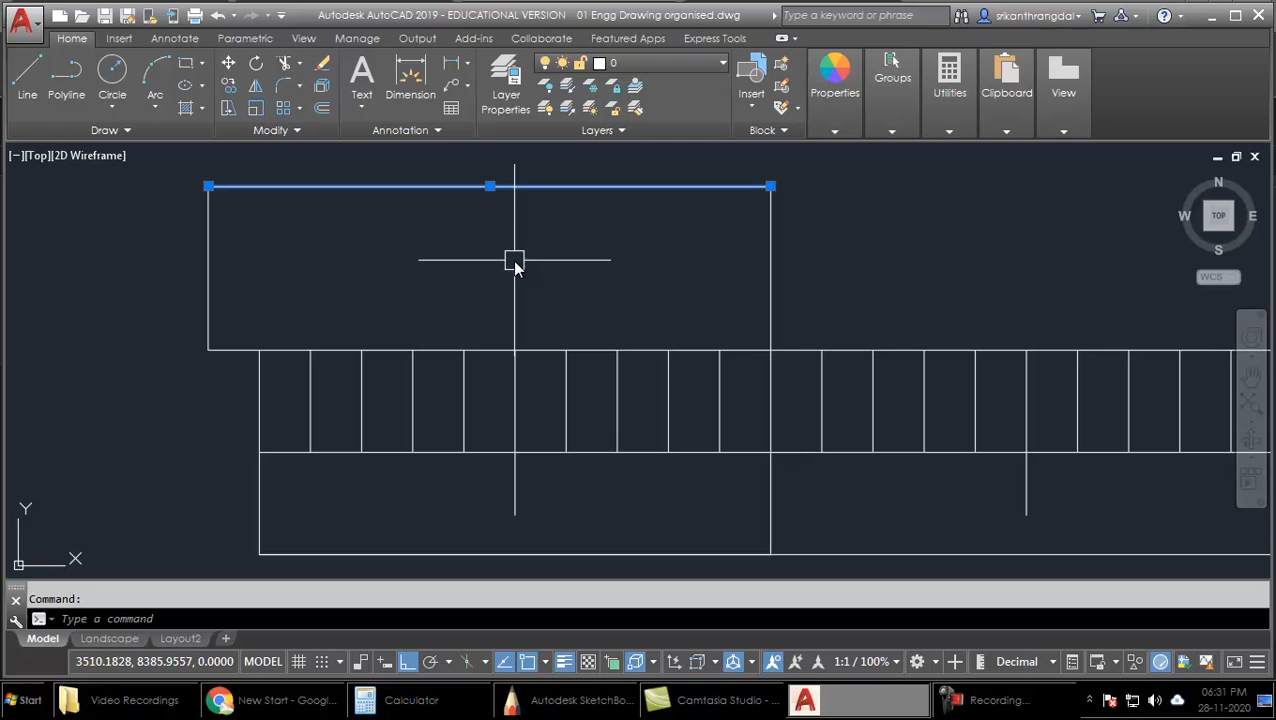 Autodesk AutoCAD 2019 - EDUCATIONAL VERSION 01 Engg Drawing organised.dwg Type a keyword or phrase srikanthrangdal
Home Insert Annotate Parametric View Manage Output Add-ins Collaborate Featured Apps Express Tools
0
Line Polyline Circle Arc Text Dimension Layer Properties Insert Properties Groups Utilities Clipboard View
Draw Modify Annotation Layers Block
[−][Top][2D Wireframe]
N
W TOP E
S
WCS
Y
X
Command:
Type a command
Model Landscape Layout2 +
3510.1828, 8385.9557, 0.0000 MODEL 1:1 / 100% Decimal
Start Video Recordings New Start - Googl... Calculator Autodesk SketchBo... Camtasia Studio - ... Recording... 06:31 PM
28-11-2020